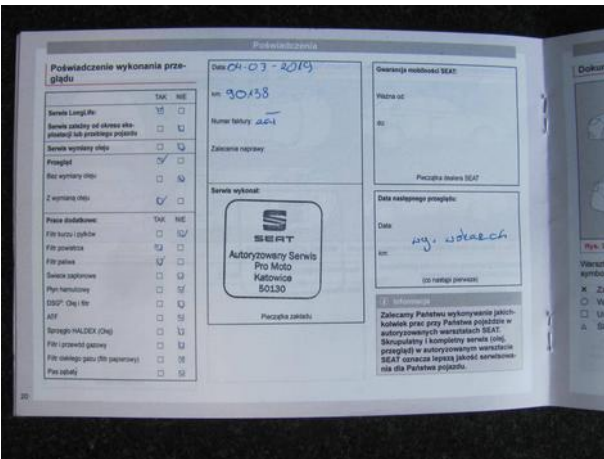 Poświadczenia
Poświadczenie wykonania prze-
glądu
TAK NIE
Serwis LongLife:
Serwis zależny od okresu eks-
ploatacji lub przebiegu pojazdu
Serwis wymiany oleju
Przegląd
Bez wymiany oleju
Z wymianą oleju
Prace dodatkowe: TAK NIE
Filtr kurzu i pyłków
Filtr powietrza
Filtr paliwa
Świece zapłonowe
Płyn hamulcowy
DSG®: Olej i filtr
ATF
Sprzęgło HALDEX (Olej)
Filtr i przewód gazowy
Filtr ciekłego gazu (filtr papierowy)
Pas zębaty
20
Data: 04-03-2019
km: 90138
Numer faktury:
Zalecenia naprawy:
Serwis wykonał:
SEAT
Autoryzowany Serwis
Pro Moto
Katowice
50130
Pieczątka zakładu
Gwarancja mobilności SEAT:
Ważna od:
do:
Pieczątka dealera SEAT
Data następnego przeglądu:
Data:
wg. wskazań
km:
(co nastąpi pierwsze)
i Informacja
Zalecamy Państwu wykonywanie jakich-
kolwiek prac przy Państwa pojeździe w
autoryzowanych warsztatach SEAT.
Skrupulatny i kompletny serwis (olej,
przegląd) w autoryzowanym warsztacie
SEAT oznacza lepszą jakość serwisowa-
nia dla Państwa pojazdu.